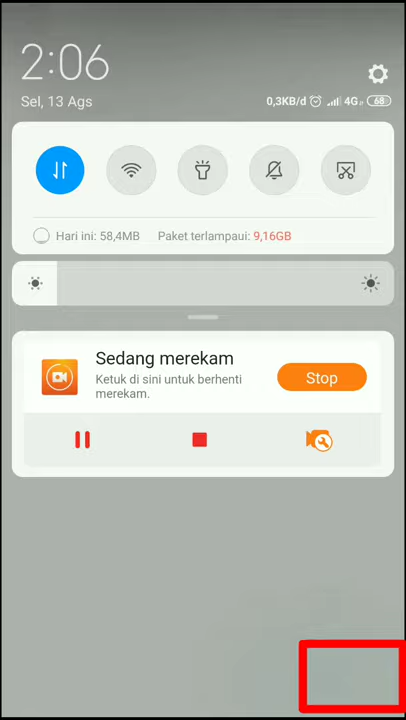 2:06
Sel, 13 Ags
0,3KB/d 4G 68
Hari ini: 58,4MB Paket terlampaui: 9,16GB
Sedang merekam
Ketuk di sini untuk berhenti
merekam.
Stop